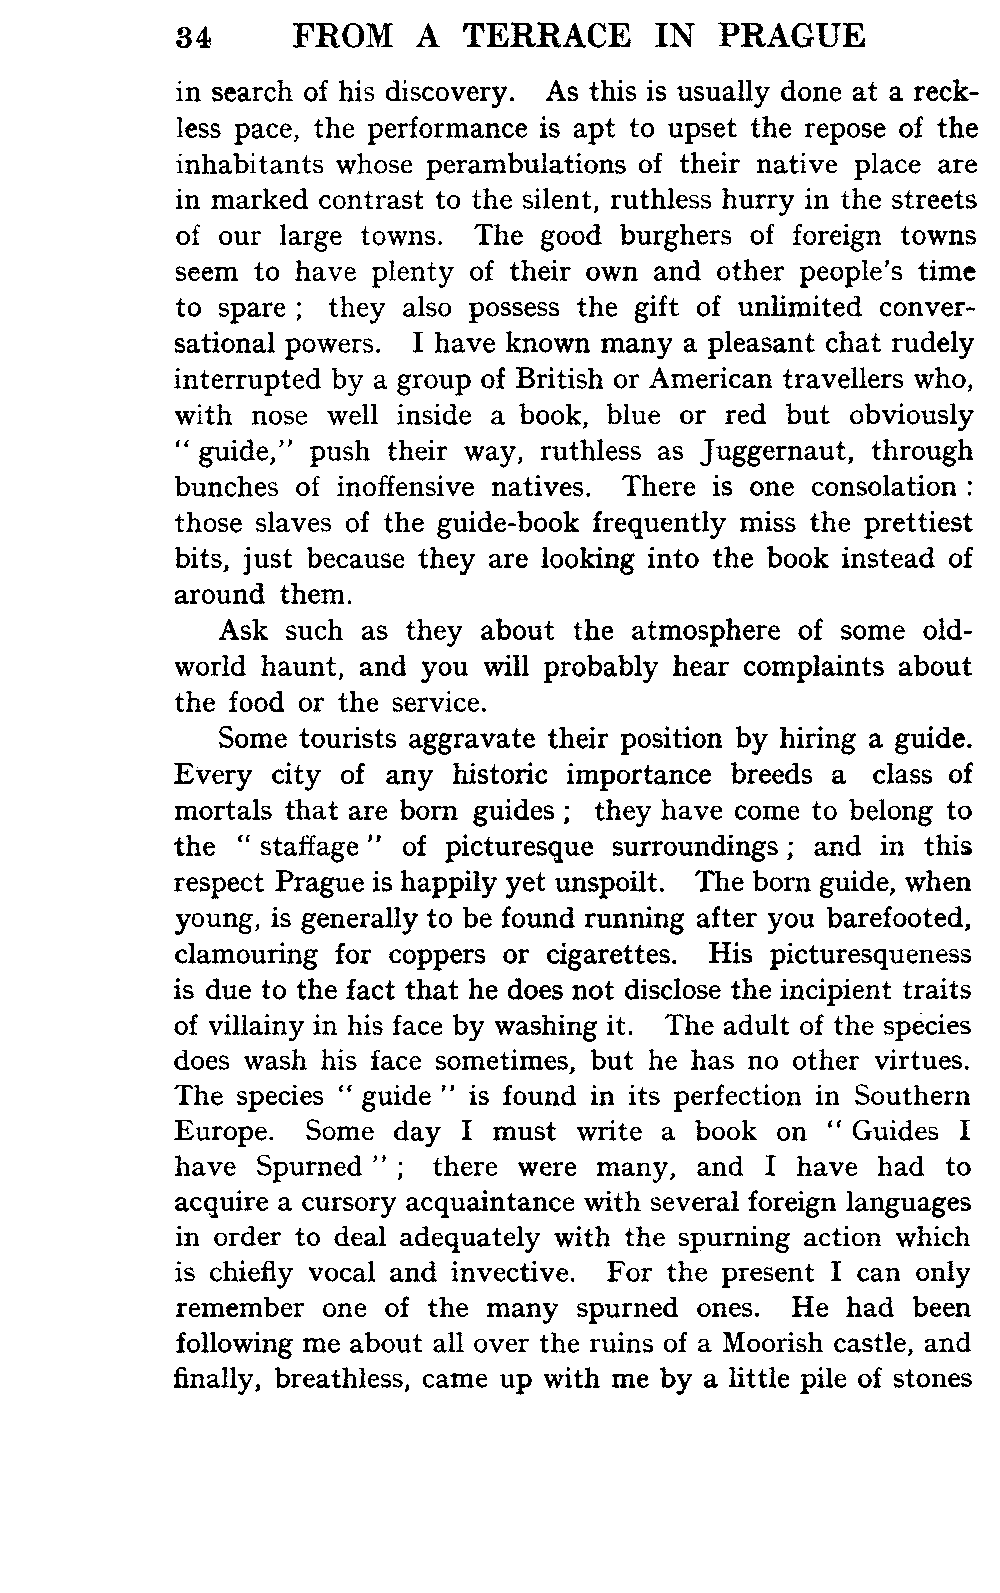 34 FROM A TERRACE IN PRAGUE
in search of his discovery. As this is usually done at a reck-
less pace, the performance is apt to upset the repose of the
inhabitants whose perambulations of their native place are
in marked contrast to the silent, ruthless hurry in the streets
of our large towns. The good burghers of foreign towns
seem to have plenty of their own and other people's time
to spare ; they also possess the gift of unlimited conver-
sational powers. I have known many a pleasant chat rudely
interrupted by a group of British or American travellers who,
with nose well inside a book, blue or red but obviously
“ guide,” push their way, ruthless as Juggernaut, through
bunches of inoffensive natives. There is one consolation :
those slaves of the guide-book frequently miss the prettiest
bits, just because they are looking into the book instead of
around them.
Ask such as they about the atmosphere of some old-
world haunt, and you will probably hear complaints about
the food or the service.
Some tourists aggravate their position by hiring a guide.
Every city of any historic importance breeds a class of
mortals that are born guides ; they have come to belong to
the “ staffage ” of picturesque surroundings ; and in this
respect Prague is happily yet unspoilt. The born guide, when
young, is generally to be found running after you barefooted,
clamouring for coppers or cigarettes. His picturesqueness
is due to the fact that he does not disclose the incipient traits
of villainy in his face by washing it. The adult of the species
does wash his face sometimes, but he has no other virtues.
The species “ guide ” is found in its perfection in Southern
Europe. Some day I must write a book on “ Guides I
have Spurned ” ; there were many, and I have had to
acquire a cursory acquaintance with several foreign languages
in order to deal adequately with the spurning action which
is chiefly vocal and invective. For the present I can only
remember one of the many spurned ones. He had been
following me about all over the ruins of a Moorish castle, and
finally, breathless, came up with me by a little pile of stones